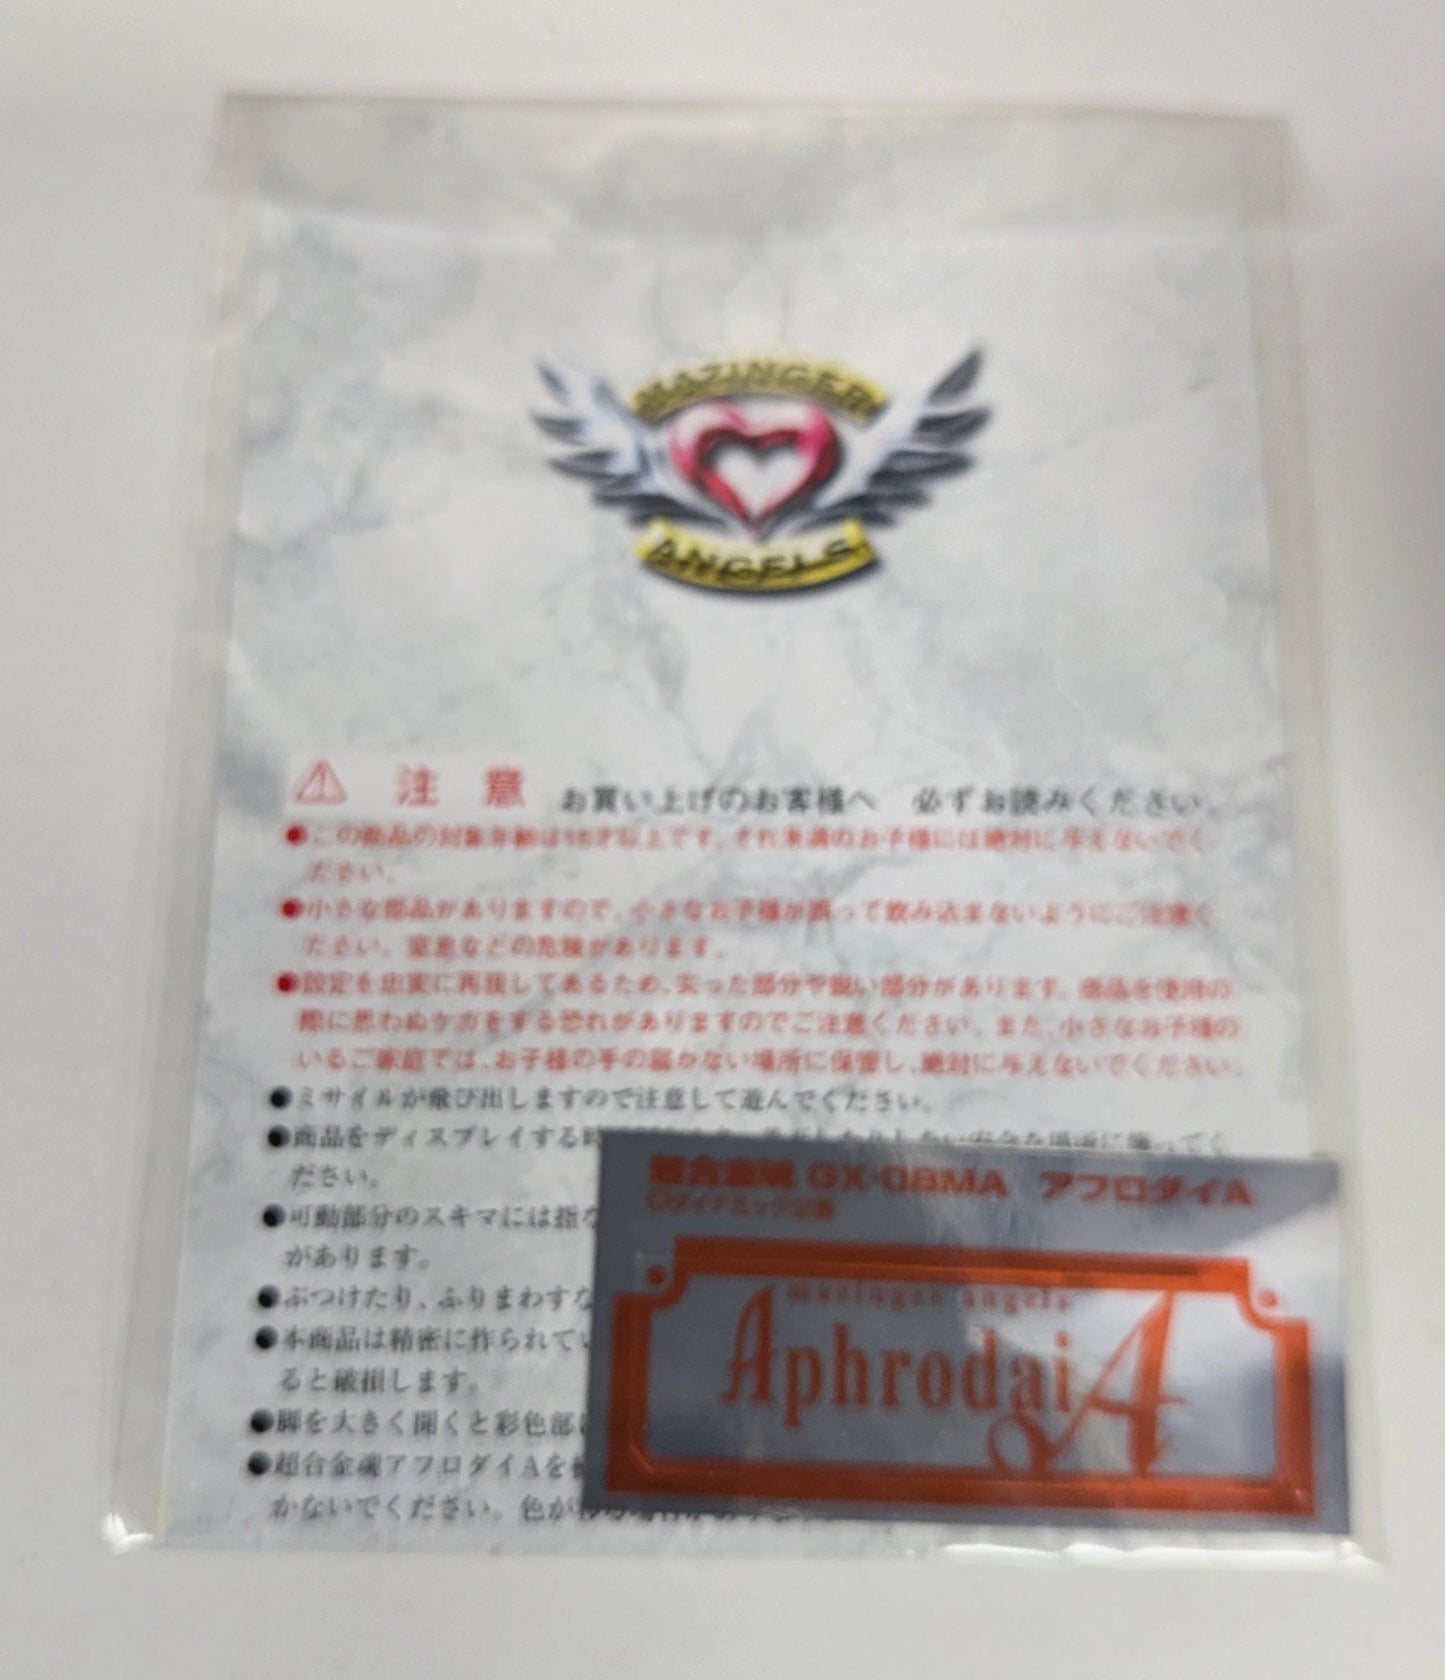 MAZINGER
ANGELS
注意 お買い上げのお客様へ 必ずお読みください。
●この商品の対象年齢は15才以上です。それ未満のお子様には絶対に与えないでく
ださい。
●小さな部品がありますので、小さなお子様が誤って飲み込まないようにご注意く
ださい。窒息などの危険があります。
●設定を忠実に再現してあるため、尖った部分や鋭い部分があります。商品を使用の
際に思わぬケガをする恐れがありますのでご注意ください。また、小さなお子様の
いるご家庭では、お子様の手の届かない場所に保管し、絶対に与えないでください。
●ミサイルが飛び出しますので注意して遊んでください。
●商品をディスプレイする時
ださい。
●可動部分のスキマには指
があります。
●ぶつけたり、ふりまわす
●本商品は精密に作られて
ると破損します。
●脚を大きく開くと彩色部
●超合金魂アフロダイAを
かないでください。色が
超合金魂 GX-08MA アフロダイA
©ダイナミック企画
mazinger angels
AphrodaiA